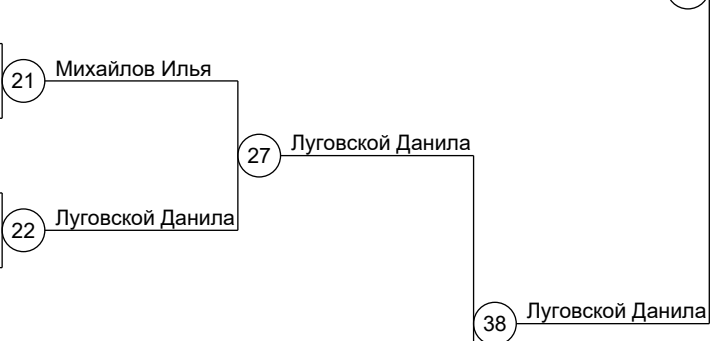 21 Михайлов Илья
27 Луговской Данила
22 Луговской Данила
38 Луговской Данила